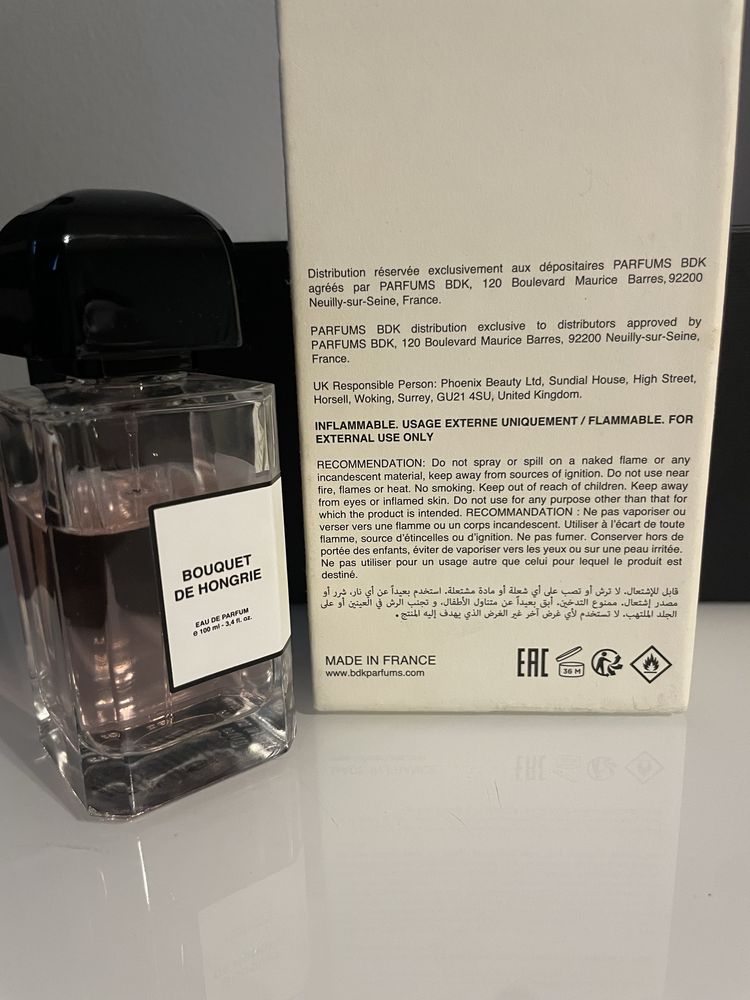 BOUQUET
DE HONGRIE
EAU DE PARFUM
e 100 ml - 3,4 fl. oz.
Distribution réservée exclusivement aux dépositaires PARFUMS BDK
agréés par PARFUMS BDK, 120 Boulevard Maurice Barres, 92200
Neuilly-sur-Seine, France.
PARFUMS BDK distribution exclusive to distributors approved by
PARFUMS BDK, 120 Boulevard Maurice Barres, 92200 Neuilly-sur-Seine,
France.
UK Responsible Person: Phoenix Beauty Ltd, Sundial House, High Street,
Horsell, Woking, Surrey, GU21 4SU, United Kingdom.
INFLAMMABLE. USAGE EXTERNE UNIQUEMENT / FLAMMABLE. FOR
EXTERNAL USE ONLY
RECOMMENDATION: Do not spray or spill on a naked flame or any
incandescent material, keep away from sources of ignition. Do not use near
fire, flames or heat. No smoking. Keep out of reach of children. Keep away
from eyes or inflamed skin. Do not use for any purpose other than that for
which the product is intended. RECOMMANDATION : Ne pas vaporiser ou
verser vers une flamme ou un corps incandescent. Utiliser à l'écart de toute
flamme, source d'étincelles ou d'ignition. Ne pas fumer. Conserver hors de
portée des enfants, éviter de vaporiser vers les yeux ou sur une peau irritée.
Ne pas utiliser pour un usage autre que celui pour lequel le produit est
destiné.
قابل للإشتعال. لا ترش أو تصب على أي شعلة أو مادة مشتعلة. استخدم بعيداً عن أي نار، شرر أو
مصدر إشتعال. ممنوع التدخين. أبق بعيداً عن متناول الأطفال، و تجنب الرش في العينين أو على
الجلد الملتهب. لا تستخدم لأي غرض آخر غير الغرض الذي يهدف إليه المنتج.
MADE IN FRANCE
www.bdkparfums.com
EAC
36 M